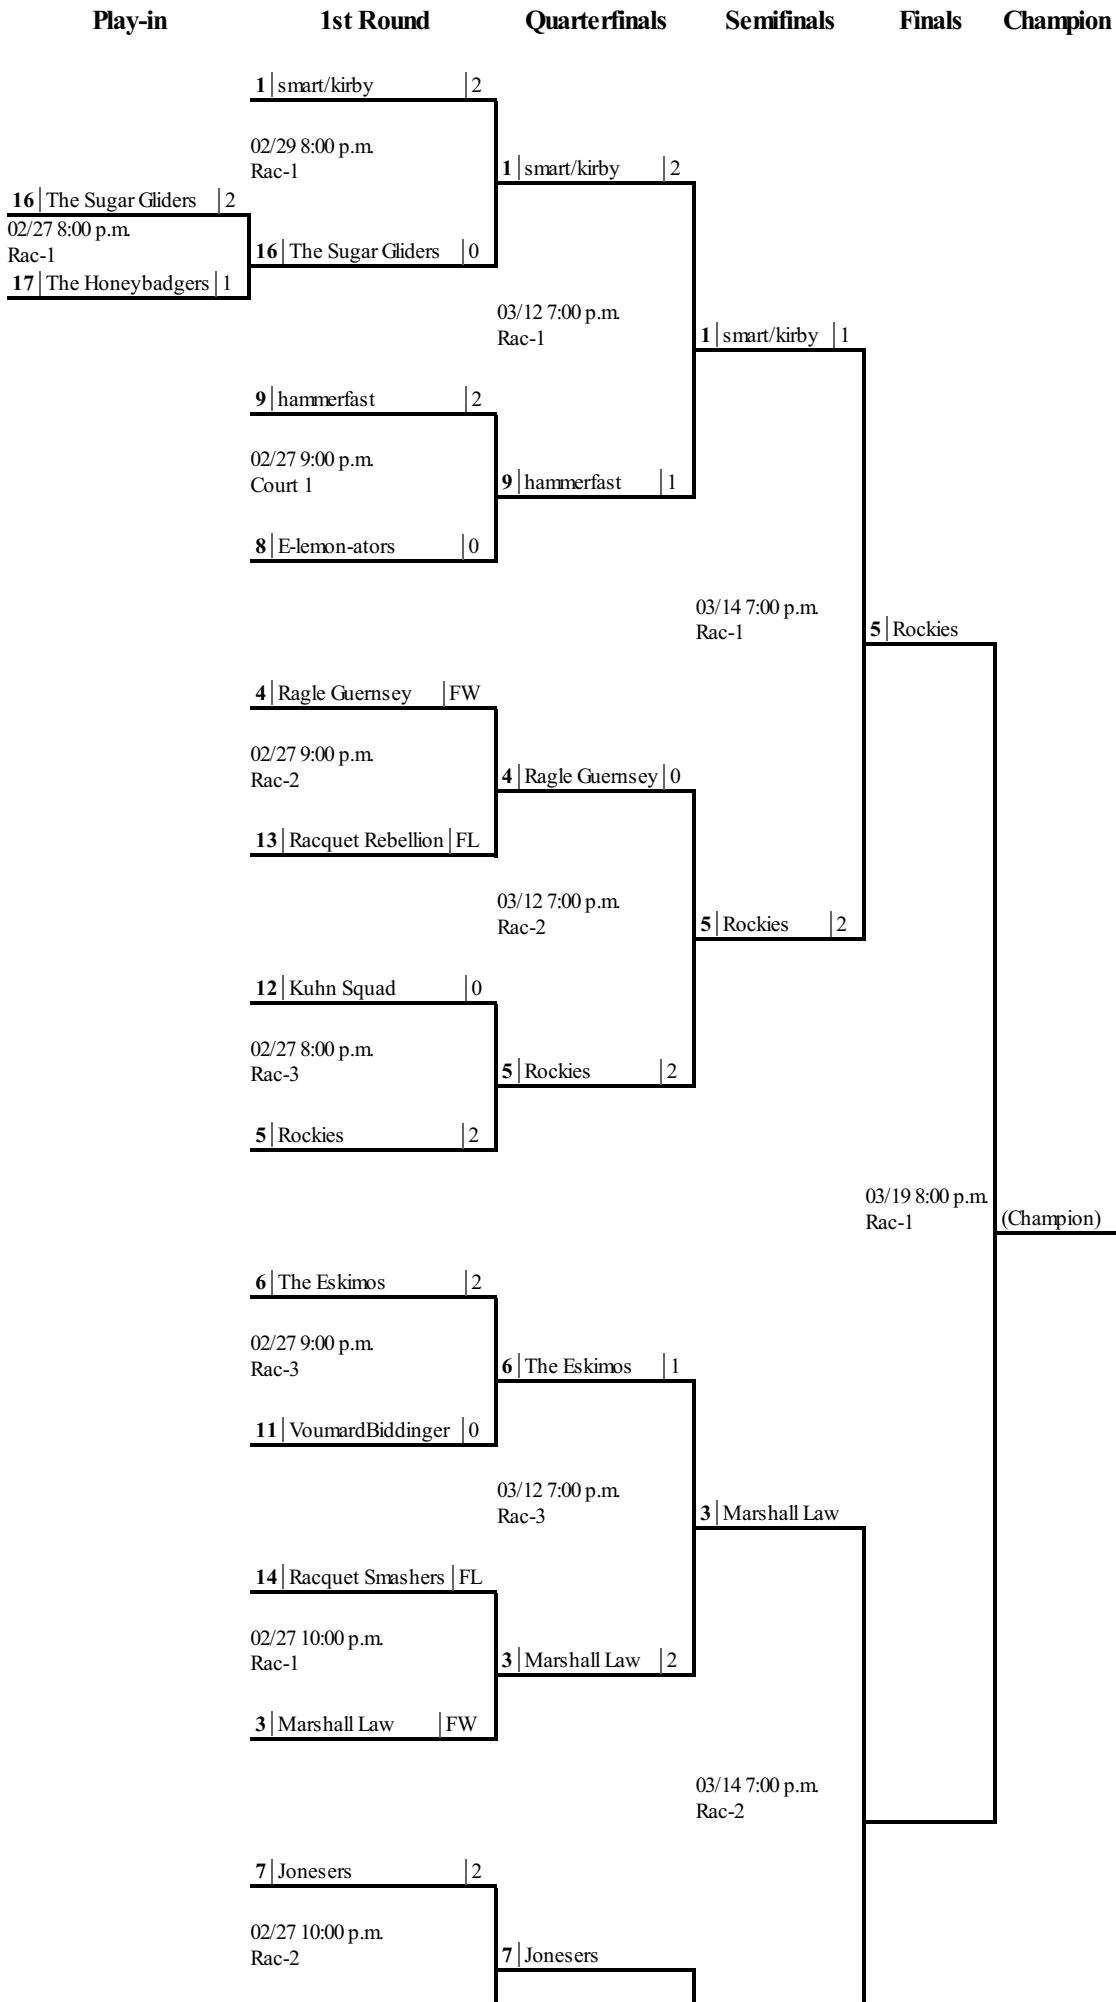 Play-in 1st Round Quarterfinals Semifinals Finals Champion
1 smart/kirby 2
02/29 8:00 p.m.
Rac-1
1 smart/kirby 2
16 The Sugar Gliders 2
02/27 8:00 p.m.
Rac-1
17 The Honeybadgers 1
16 The Sugar Gliders 0
03/12 7:00 p.m.
Rac-1
1 smart/kirby 1
9 hammerfast 2
02/27 9:00 p.m.
Court 1
9 hammerfast 1
8 E-lemon-ators 0
03/14 7:00 p.m.
Rac-1
5 Rockies
4 Ragle Guernsey FW
02/27 9:00 p.m.
Rac-2
4 Ragle Guernsey 0
13 Racquet Rebellion FL
03/12 7:00 p.m.
Rac-2
5 Rockies 2
12 Kuhn Squad 0
02/27 8:00 p.m.
Rac-3
5 Rockies 2
5 Rockies 2
03/19 8:00 p.m.
Rac-1
(Champion)
6 The Eskimos 2
02/27 9:00 p.m.
Rac-3
6 The Eskimos 1
11 VoumardBiddinger 0
03/12 7:00 p.m.
Rac-3
3 Marshall Law
14 Racquet Smashers FL
02/27 10:00 p.m.
Rac-1
3 Marshall Law 2
3 Marshall Law FW
03/14 7:00 p.m.
Rac-2
7 Jonesers 2
02/27 10:00 p.m.
Rac-2
7 Jonesers